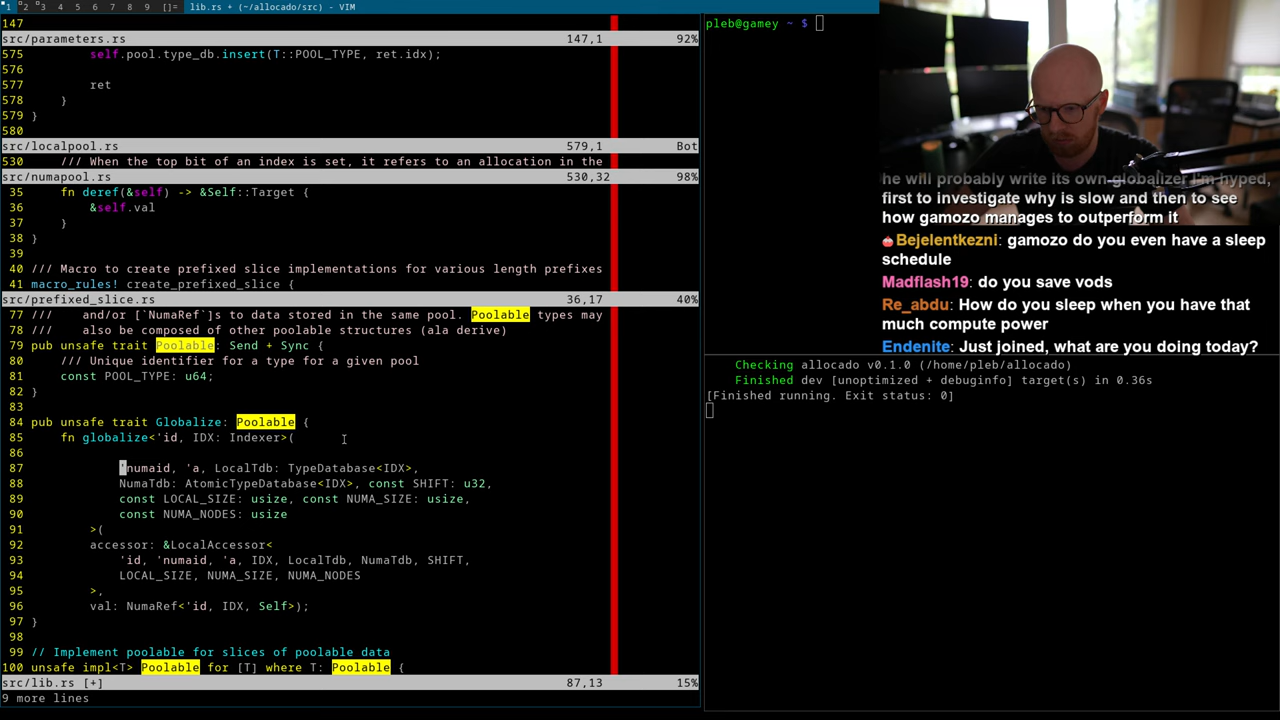 1 2 3 4 5 6 7 8 9 []= lib.rs + (~/allocado/src) - VIM
147
src/parameters.rs 147,1 92%
575         self.pool.type_db.insert(T::POOL_TYPE, ret.idx);
576
577         ret
578     }
579 }
580
src/localpool.rs 579,1 Bot
530     /// When the top bit of an index is set, it refers to an allocation in the
src/numapool.rs 530,32 98%
35     fn deref(&self) -> &Self::Target {
36         &self.val
37     }
38 }
39
40 /// Macro to create prefixed slice implementations for various length prefixes
41 macro_rules! create_prefixed_slice {
src/prefixed_slice.rs 36,17 40%
77 ///    and/or [`NumaRef`]s to data stored in the same pool. Poolable types may
78 ///    also be composed of other poolable structures (ala derive)
79 pub unsafe trait Poolable: Send + Sync {
80     /// Unique identifier for a type for a given pool
81     const POOL_TYPE: u64;
82 }
83
84 pub unsafe trait Globalize: Poolable {
85     fn globalize<'id, IDX: Indexer>(
86
87             'numaid, 'a, LocalTdb: TypeDatabase<IDX>,
88             NumaTdb: AtomicTypeDatabase<IDX>, const SHIFT: u32,
89             const LOCAL_SIZE: usize, const NUMA_SIZE: usize,
90             const NUMA_NODES: usize
91         >(
92         accessor: &LocalAccessor<
93             'id, 'numaid, 'a, IDX, LocalTdb, NumaTdb, SHIFT,
94             LOCAL_SIZE, NUMA_SIZE, NUMA_NODES
95         >,
96         val: NumaRef<'id, IDX, Self>);
97 }
98
99 // Implement poolable for slices of poolable data
100 unsafe impl<T> Poolable for [T] where T: Poolable {
src/lib.rs [+] 87,13 15%
9 more lines
pleb@gamey ~ $
Checking allocado v0.1.0 (/home/pleb/allocado)
Finished dev [unoptimized + debuginfo] target(s) in 0.36s
[Finished running. Exit status: 0]
he will probably write its own globalizer I'm hyped,
first to investigate why is slow and then to see
how gamozo manages to outperform it
Bejelentkezni: gamozo do you even have a sleep
schedule
Madflash19: do you save vods
Re_abdu: How do you sleep when you have that
much compute power
Endenite: Just joined, what are you doing today?